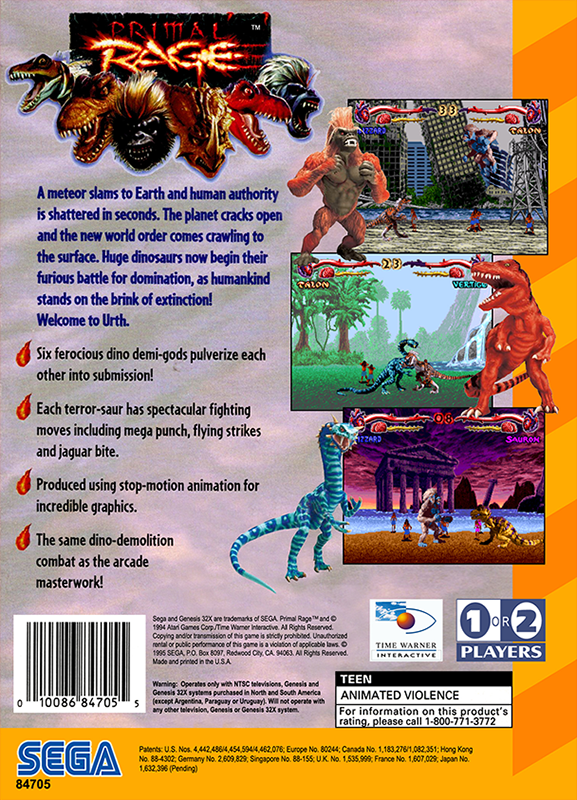 PRIMAL
RAGE™
A meteor slams to Earth and human authority
is shattered in seconds. The planet cracks open
and the new world order comes crawling to
the surface. Huge dinosaurs now begin their
furious battle for domination, as humankind
stands on the brink of extinction!
Welcome to Urth.
Six ferocious dino demi-gods pulverize each
other into submission!
Each terror-saur has spectacular fighting
moves including mega punch, flying strikes
and jaguar bite.
Produced using stop-motion animation for
incredible graphics.
The same dino-demolition
combat as the arcade
masterwork!
33
TALON
23
TALON
VERTIGO
08
SAURON
0 10086 84705 5
Sega and Genesis 32X are trademarks of SEGA. Primal Rage™ and ©
1994 Atari Games Corp./Time Warner Interactive. All Rights Reserved.
Copying and/or transmission of this game is strictly prohibited. Unauthorized
rental or public performance of this game is a violation of applicable laws. ©
1995 SEGA, P.O. Box 8097, Redwood City, CA. 94063. All Rights Reserved.
Made and printed in the U.S.A.
Warning: Operates only with NTSC televisions, Genesis and
Genesis 32X systems purchased in North and South America
(except Argentina, Paraguay or Uruguay). Will not operate with
any other television, Genesis or Genesis 32X system.
TIME WARNER
INTERACTIVE
1 OR 2
PLAYERS
TEEN
ANIMATED VIOLENCE
For information on this product's
rating, please call 1-800-771-3772
SEGA
84705
Patents: U.S. Nos. 4,442,486/4,454,594/4,462,076; Europe No. 80244; Canada No. 1,183,276/1,082,351; Hong Kong
No. 88-4302; Germany No. 2,609,829; Singapore No. 88-155; U.K. No. 1,535,999; France No. 1,607,029; Japan No.
1,632,396 (Pending)